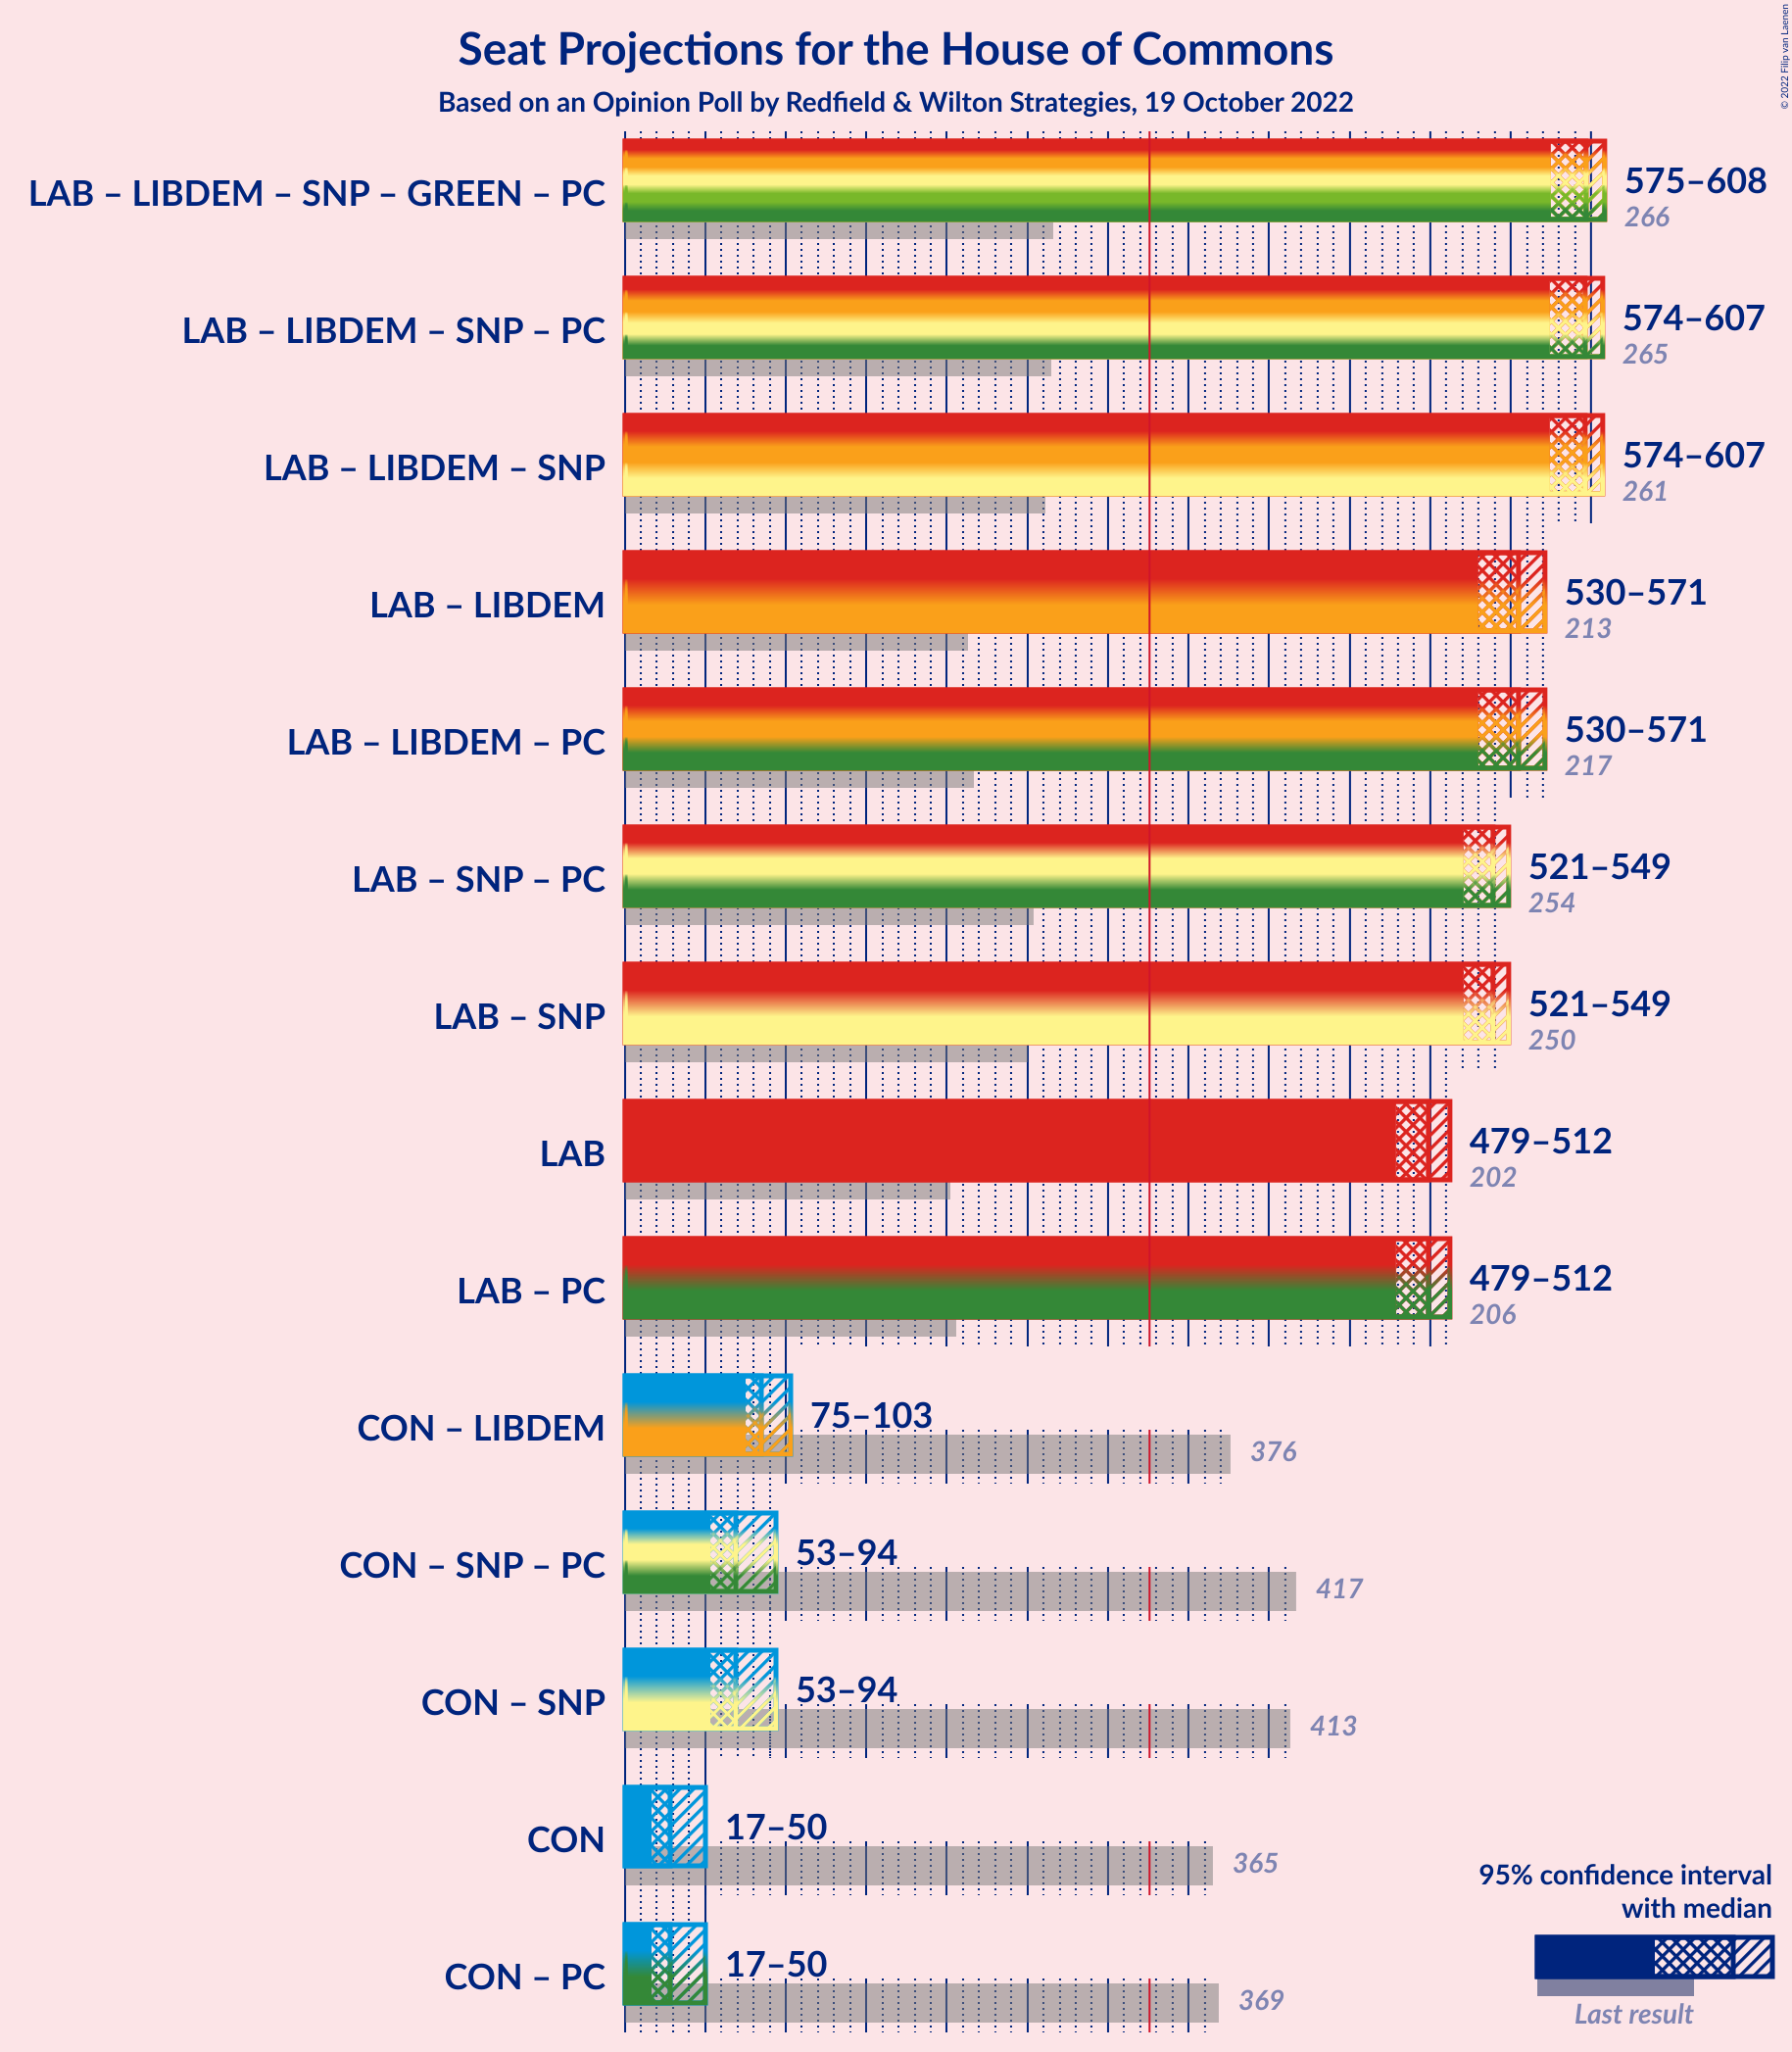 Seat Projections for the House of Commons
Based on an Opinion Poll by Redfield & Wilton Strategies, 19 October 2022
© 2022 Filip van Laenen
LAB – LIBDEM – SNP – GREEN – PC
575–608
266
LAB – LIBDEM – SNP – PC
574–607
265
LAB – LIBDEM – SNP
574–607
261
LAB – LIBDEM
530–571
213
LAB – LIBDEM – PC
530–571
217
LAB – SNP – PC
521–549
254
LAB – SNP
521–549
250
LAB
479–512
202
LAB – PC
479–512
206
CON – LIBDEM
75–103
376
CON – SNP – PC
53–94
417
CON – SNP
53–94
413
CON
17–50
365
CON – PC
17–50
369
95% confidence interval
with median
Last result